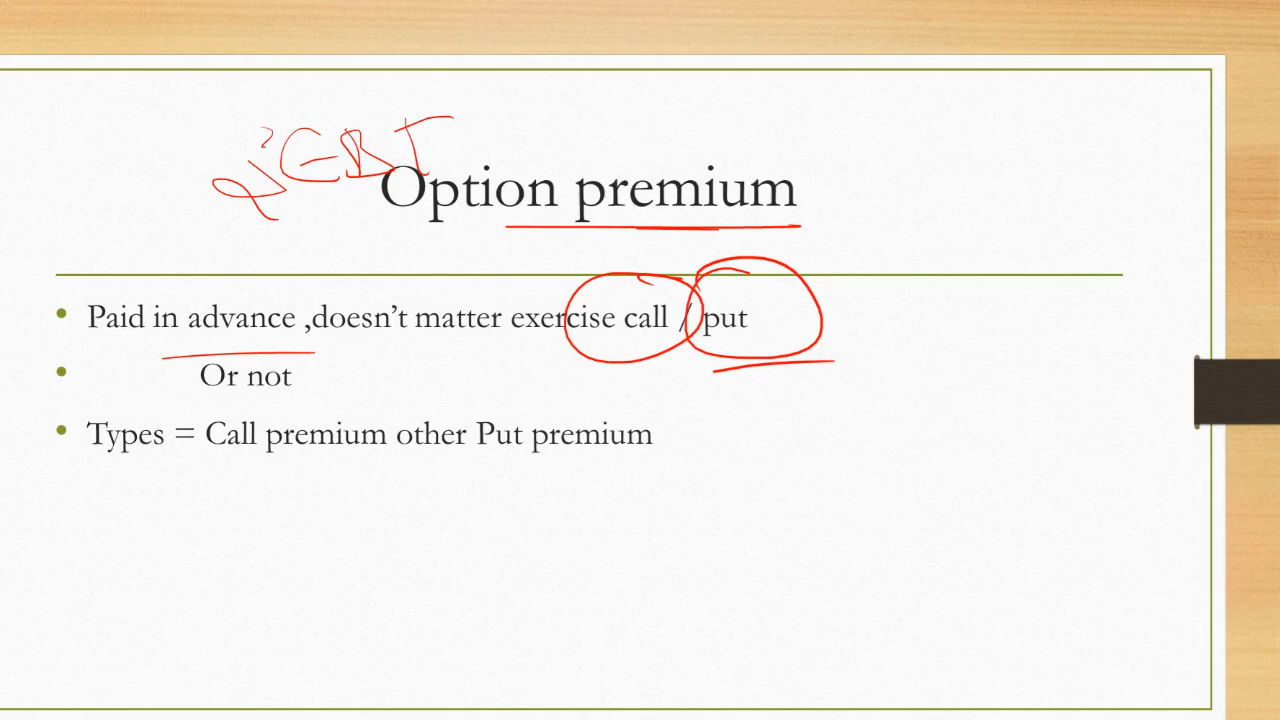 Option premium
Paid in advance ,doesn’t matter exercise call / put
Or not
Types = Call premium other Put premium